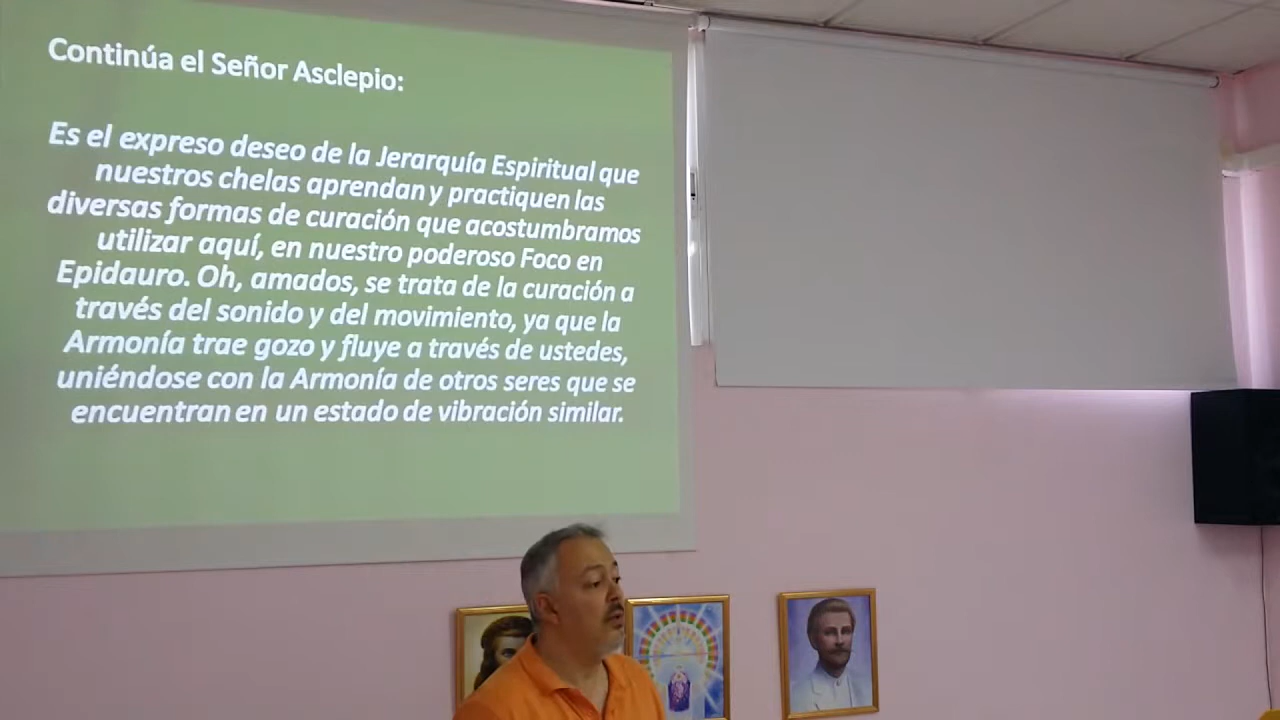 Continúa el Señor Asclepio:
Es el expreso deseo de la Jerarquía Espiritual que
nuestros chelas aprendan y practiquen las
diversas formas de curación que acostumbramos
utilizar aquí, en nuestro poderoso Foco en
Epidauro. Oh, amados, se trata de la curación a
través del sonido y del movimiento, ya que la
Armonía trae gozo y fluye a través de ustedes,
uniéndose con la Armonía de otros seres que se
encuentran en un estado de vibración similar.